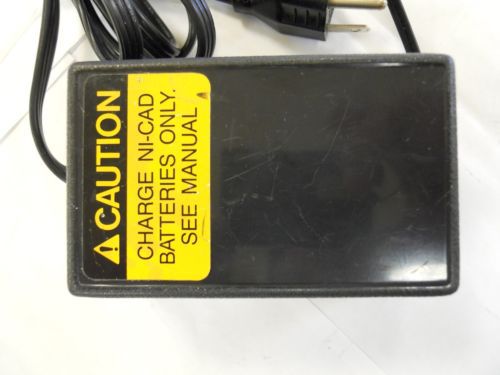 CAUTION
CHARGE NI-CAD
BATTERIES ONLY.
SEE MANUAL